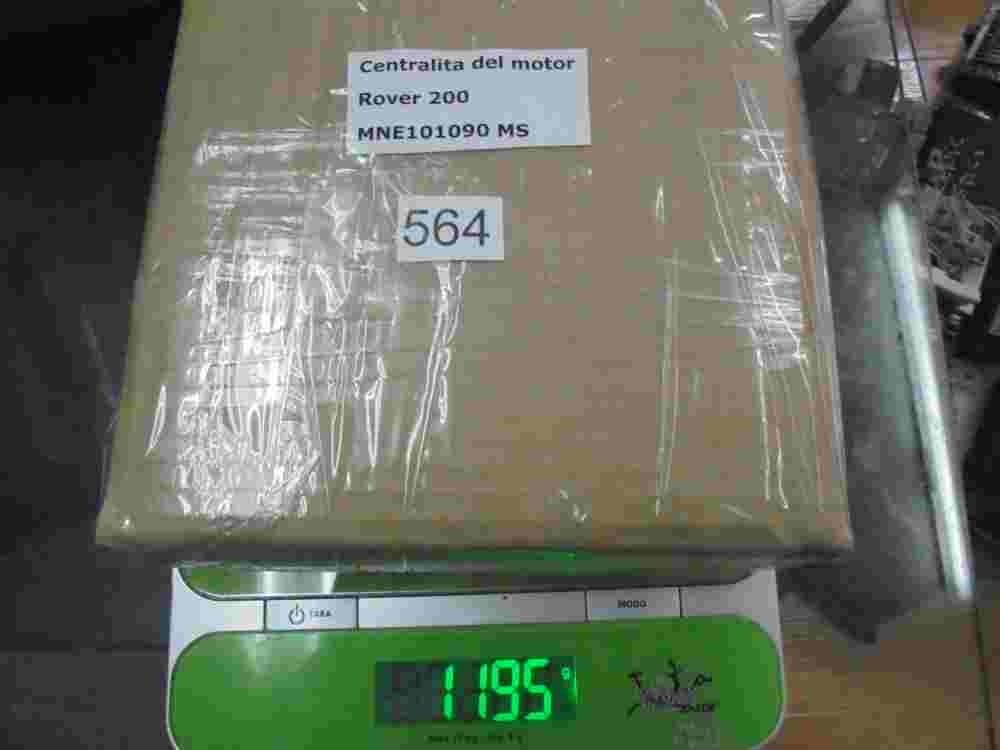 Centralita del motor
Rover 200
MNE101090 MS
564
TARA
MODO
1195